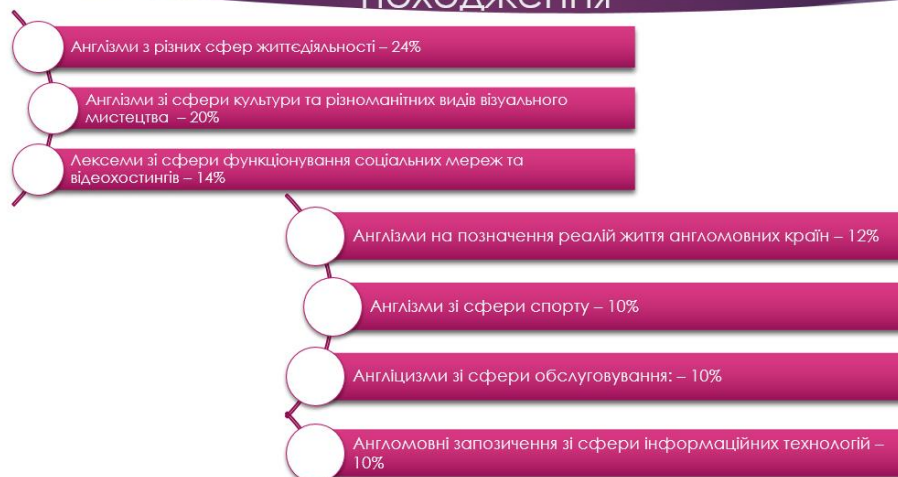 походження
Англізми з різних сфер життєдіяльності – 24%
Англізми зі сфери культури та різноманітних видів візуального
мистецтва – 20%
Лексеми зі сфери функціонування соціальних мереж та
відеохостингів – 14%
Англізми на позначення реалій життя англомовних країн – 12%
Англізми зі сфери спорту – 10%
Англіцизми зі сфери обслуговування: – 10%
Англомовні запозичення зі сфери інформаційних технологій –
10%